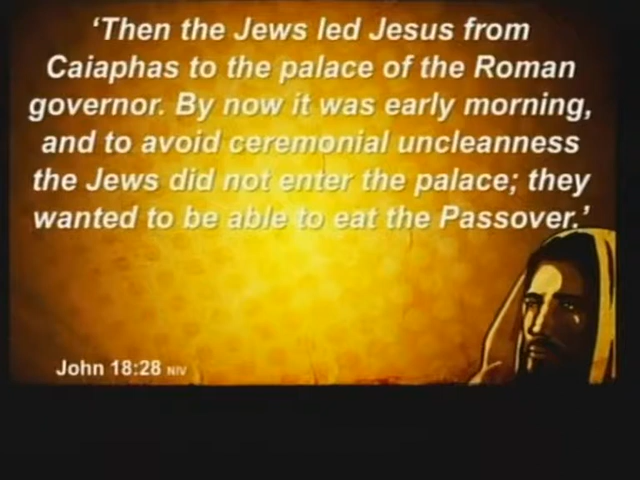 ‘Then the Jews led Jesus from
Caiaphas to the palace of the Roman
governor. By now it was early morning,
and to avoid ceremonial uncleanness
the Jews did not enter the palace; they
wanted to be able to eat the Passover.’
John 18:28 NIV